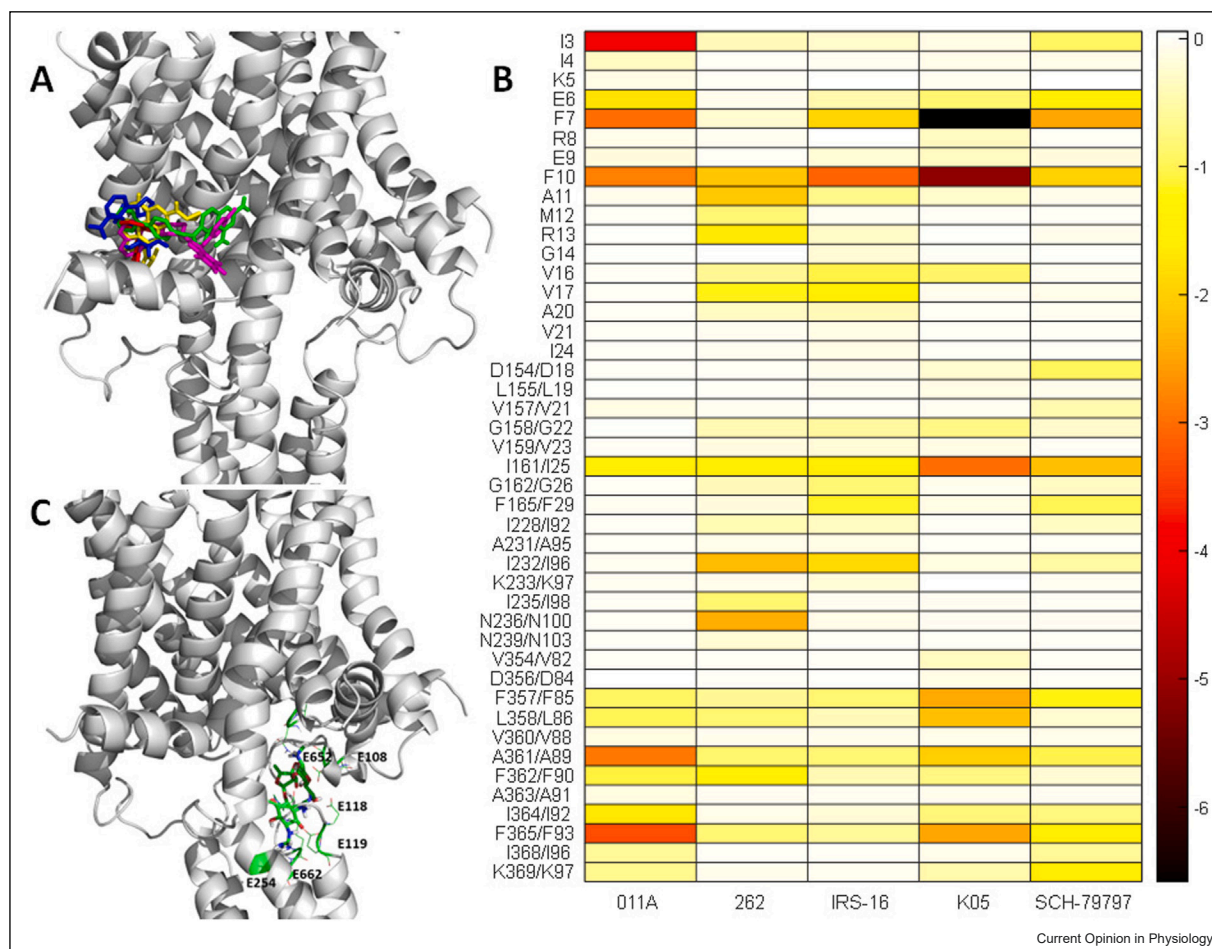 A
B
I3
I4
K5
E6
F7
R8
E9
F10
A11
M12
R13
G14
V16
V17
A20
V21
I24
D154/D18
L155/L19
V157/V21
G158/G22
V159/V23
I161/I25
G162/G26
F165/F29
I228/I92
A231/A95
I232/I96
K233/K97
I235/I98
N236/N100
N239/N103
V354/V82
D356/D84
F357/F85
L358/L86
V360/V88
A361/A89
F362/F90
A363/A91
I364/I92
F365/F93
I368/I96
K369/K97
011A 262 IRS-16 K05 SCH-79797
0
-1
-2
-3
-4
-5
-6
C
E652
E108
E118
E119
E254
E662
Current Opinion in Physiology